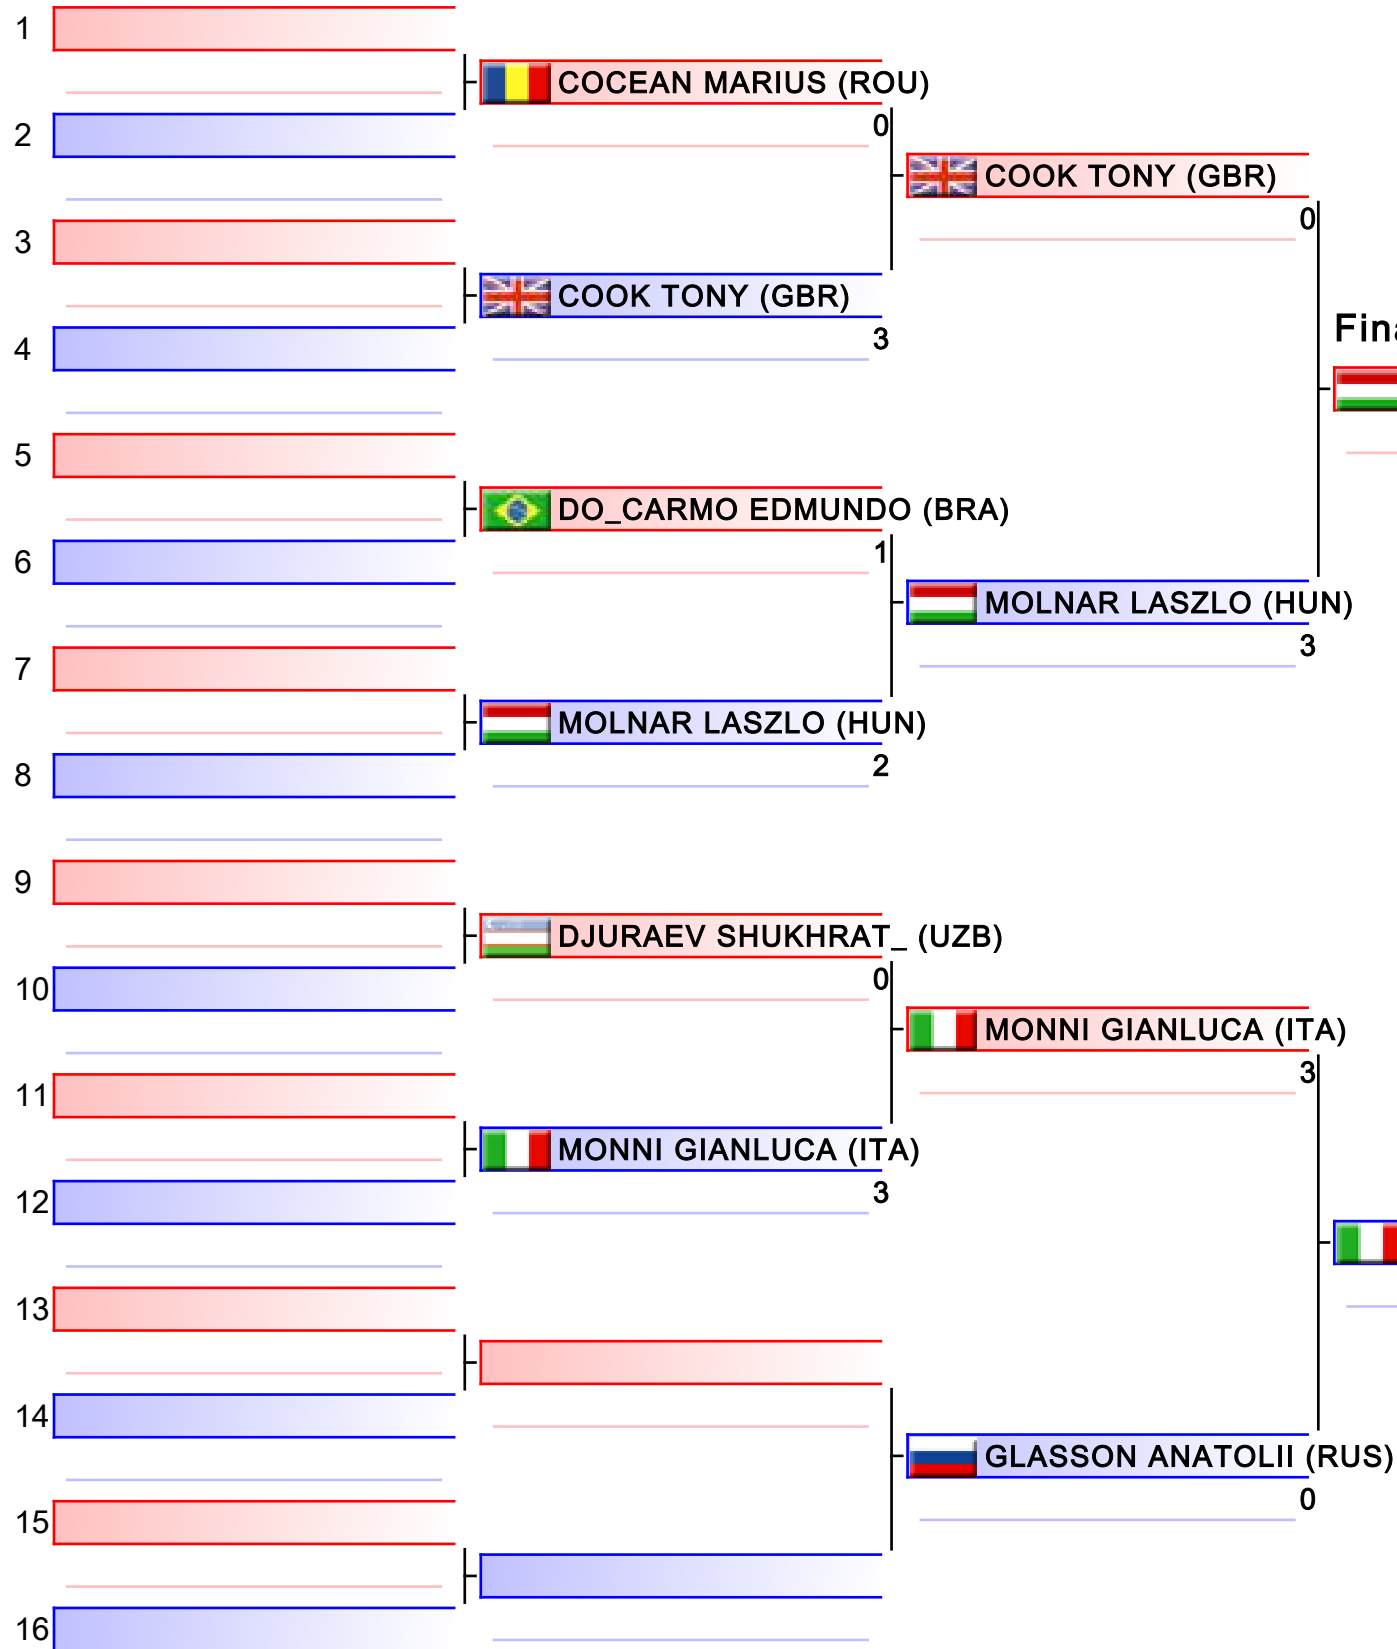 1
COCEAN MARIUS (ROU)
0
2
COOK TONY (GBR)
0
3
COOK TONY (GBR)
3
4
Fina
5
DO_CARMO EDMUNDO (BRA)
1
6
MOLNAR LASZLO (HUN)
3
7
MOLNAR LASZLO (HUN)
2
8
9
DJURAEV SHUKHRAT_ (UZB)
0
10
MONNI GIANLUCA (ITA)
3
11
MONNI GIANLUCA (ITA)
3
12
13
14
GLASSON ANATOLII (RUS)
0
15
16